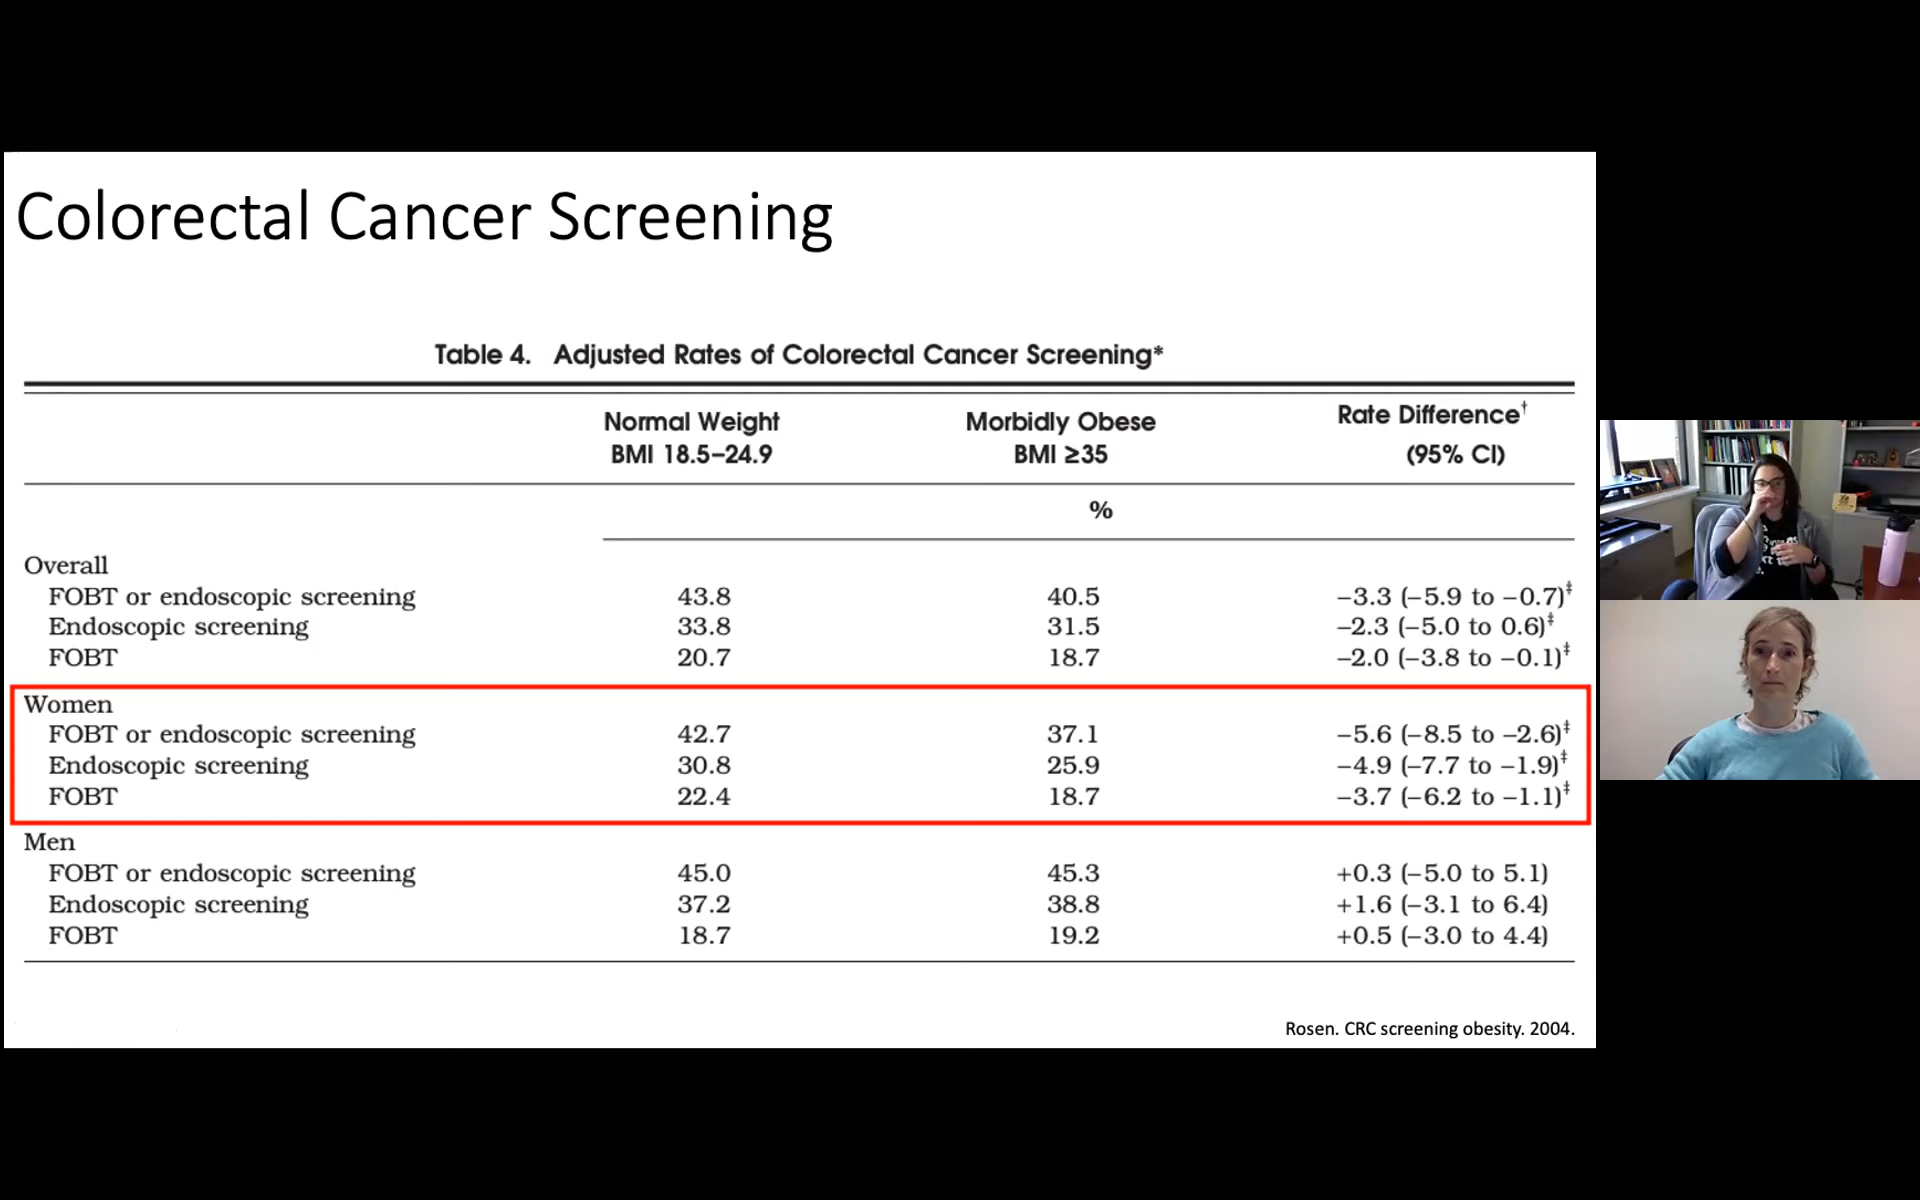 Colorectal Cancer Screening
Table 4. Adjusted Rates of Colorectal Cancer Screening*
Normal Weight Morbidly Obese Rate Difference†
BMI 18.5–24.9 BMI ≥35 (95% CI)
%
Overall
FOBT or endoscopic screening 43.8 40.5 –3.3 (–5.9 to –0.7)‡
Endoscopic screening 33.8 31.5 –2.3 (–5.0 to 0.6)‡
FOBT 20.7 18.7 –2.0 (–3.8 to –0.1)‡
Women
FOBT or endoscopic screening 42.7 37.1 –5.6 (–8.5 to –2.6)‡
Endoscopic screening 30.8 25.9 –4.9 (–7.7 to –1.9)‡
FOBT 22.4 18.7 –3.7 (–6.2 to –1.1)‡
Men
FOBT or endoscopic screening 45.0 45.3 +0.3 (–5.0 to 5.1)
Endoscopic screening 37.2 38.8 +1.6 (–3.1 to 6.4)
FOBT 18.7 19.2 +0.5 (–3.0 to 4.4)
Rosen. CRC screening obesity. 2004.